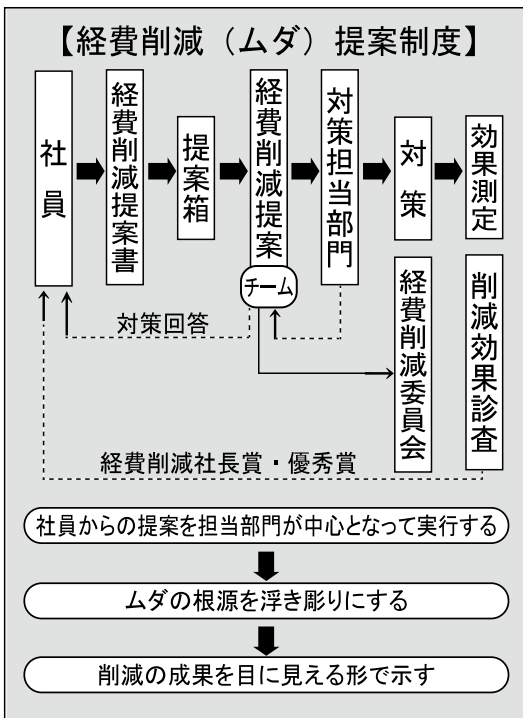 【経費削減（ムダ）提案制度】
社員
経費削減提案書
提案箱
経費削減提案
チーム
対策担当部門
対策
効果測定
対策回答
経費削減委員会
削減効果診査
経費削減社長賞・優秀賞
社員からの提案を担当部門が中心となって実行する
ムダの根源を浮き彫りにする
削減の成果を目に見える形で示す